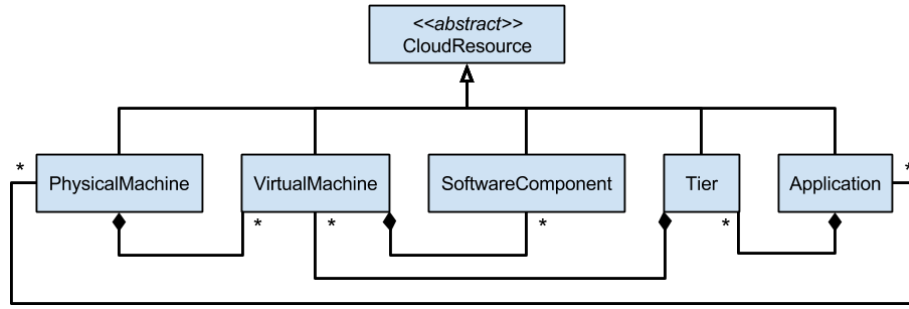 <<abstract>>
CloudResource
* PhysicalMachine VirtualMachine SoftwareComponent Tier Application *
* * * *